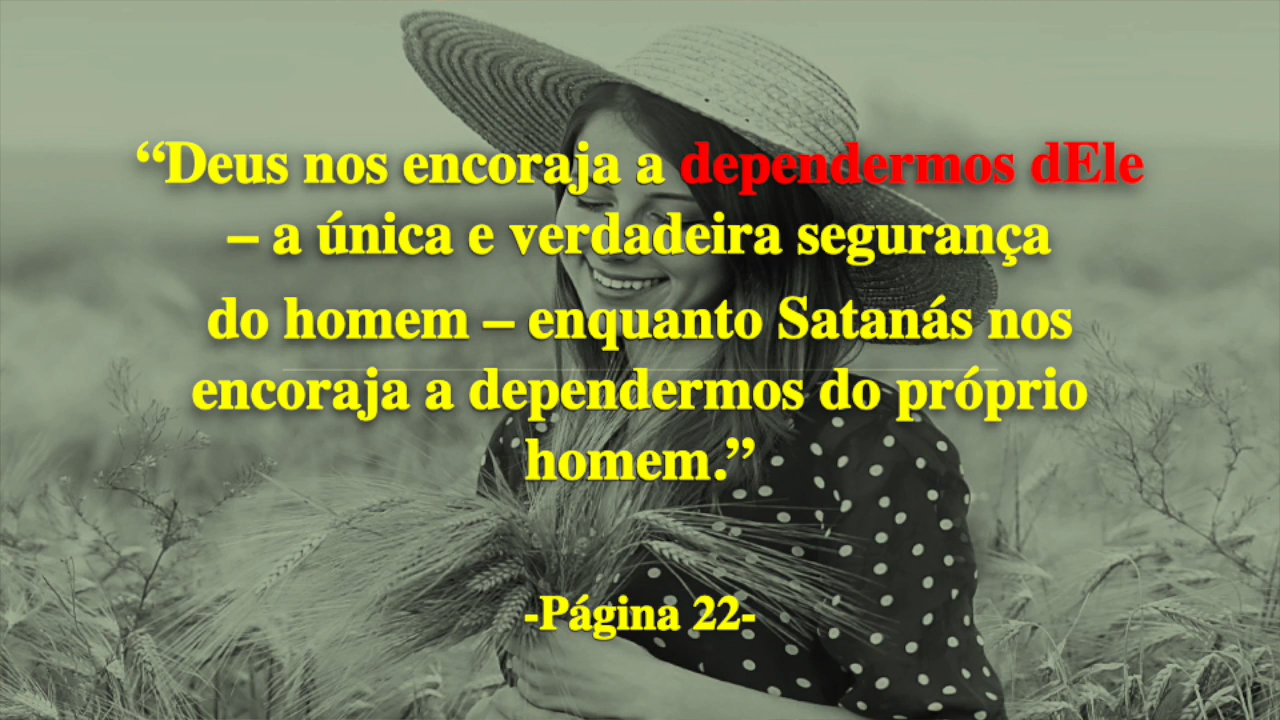 “Deus nos encoraja a dependermos dEle
– a única e verdadeira segurança
do homem – enquanto Satanás nos
encoraja a dependermos do próprio
homem.”
-Página 22-